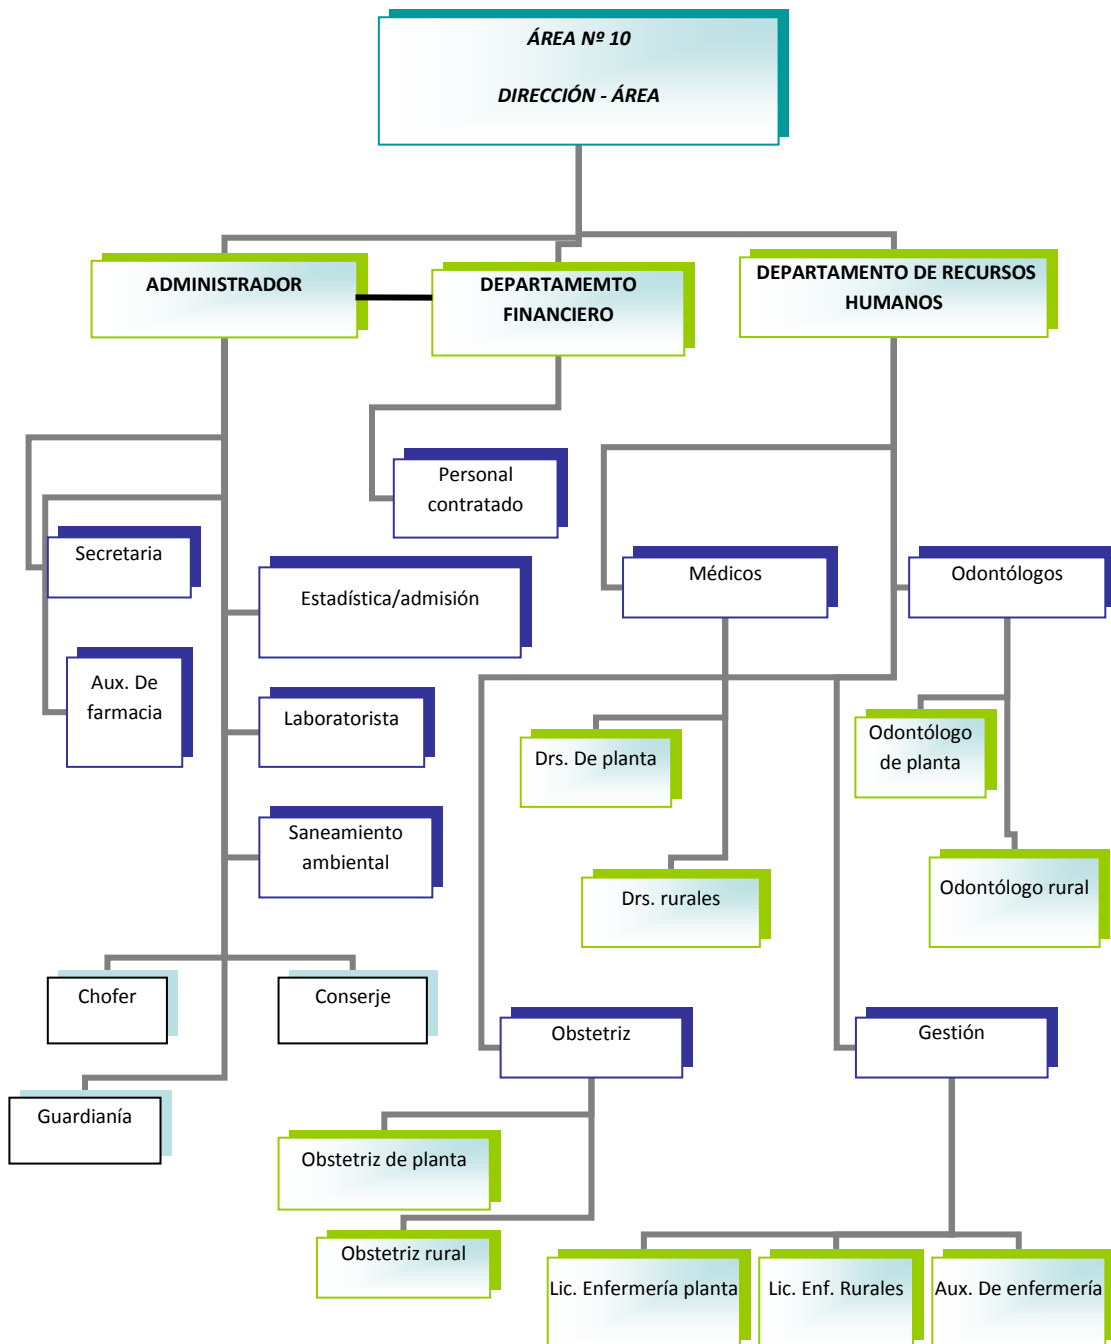 ÁREA Nº 10
DIRECCIÓN - ÁREA
ADMINISTRADOR
DEPARTAMEMTO
FINANCIERO
DEPARTAMENTO DE RECURSOS
HUMANOS
Personal
contratado
Secretaria
Estadística/admisión
Médicos
Odontólogos
Aux. De
farmacia
Laboratorista
Drs. De planta
Odontólogo
de planta
Saneamiento
ambiental
Drs. rurales
Odontólogo rural
Chofer
Conserje
Obstetriz
Gestión
Guardianía
Obstetriz de planta
Obstetriz rural
Lic. Enfermería planta
Lic. Enf. Rurales
Aux. De enfermería